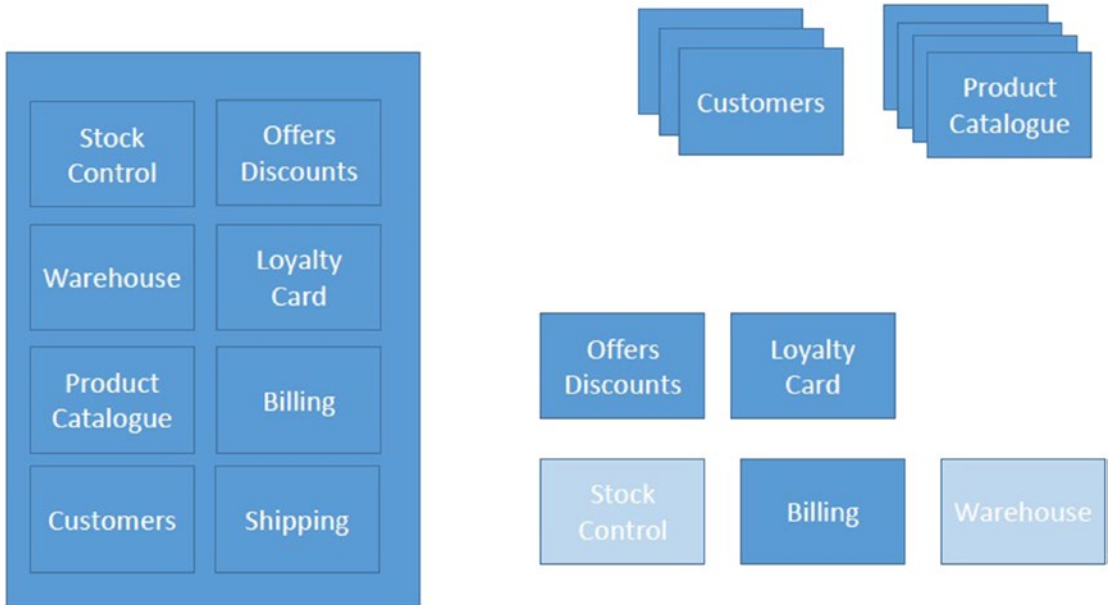 Stock
Control
Offers
Discounts
Warehouse
Loyalty
Card
Product
Catalogue
Billing
Customers
Shipping
Customers
Product
Catalogue
Offers
Discounts
Loyalty
Card
Stock
Control
Billing
Warehouse